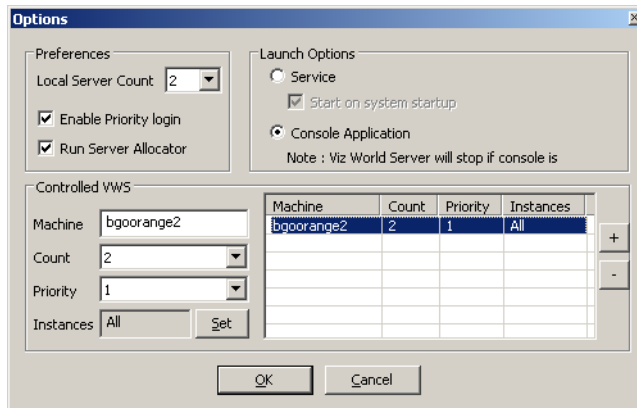 Options
Preferences
Local Server Count 2
Enable Priority login
Run Server Allocator
Launch Options
Service
Start on system startup
Console Application
Note : Viz World Server will stop if console is
Controlled VWS
Machine bgoorange2
Count 2
Priority 1
Instances All Set
Machine Count Priority Instances
bgoorange2 2 1 All
+
-
OK Cancel